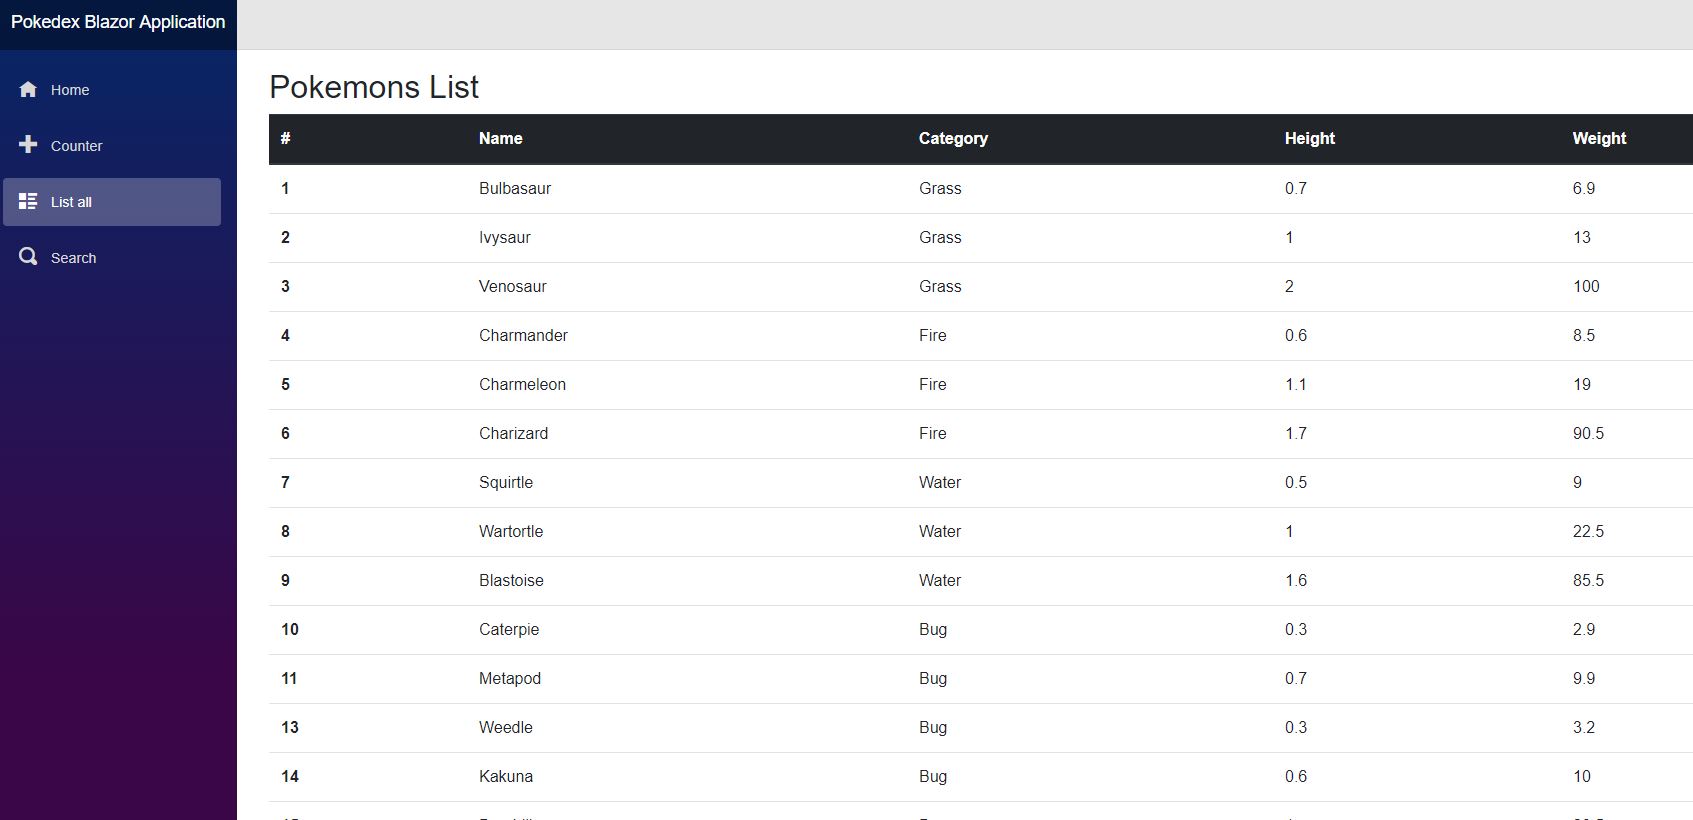 Pokedex Blazor Application
Home
Counter
List all
Search
Pokemons List
# Name Category Height Weight
1 Bulbasaur Grass 0.7 6.9
2 Ivysaur Grass 1 13
3 Venosaur Grass 2 100
4 Charmander Fire 0.6 8.5
5 Charmeleon Fire 1.1 19
6 Charizard Fire 1.7 90.5
7 Squirtle Water 0.5 9
8 Wartortle Water 1 22.5
9 Blastoise Water 1.6 85.5
10 Caterpie Bug 0.3 2.9
11 Metapod Bug 0.7 9.9
13 Weedle Bug 0.3 3.2
14 Kakuna Bug 0.6 10